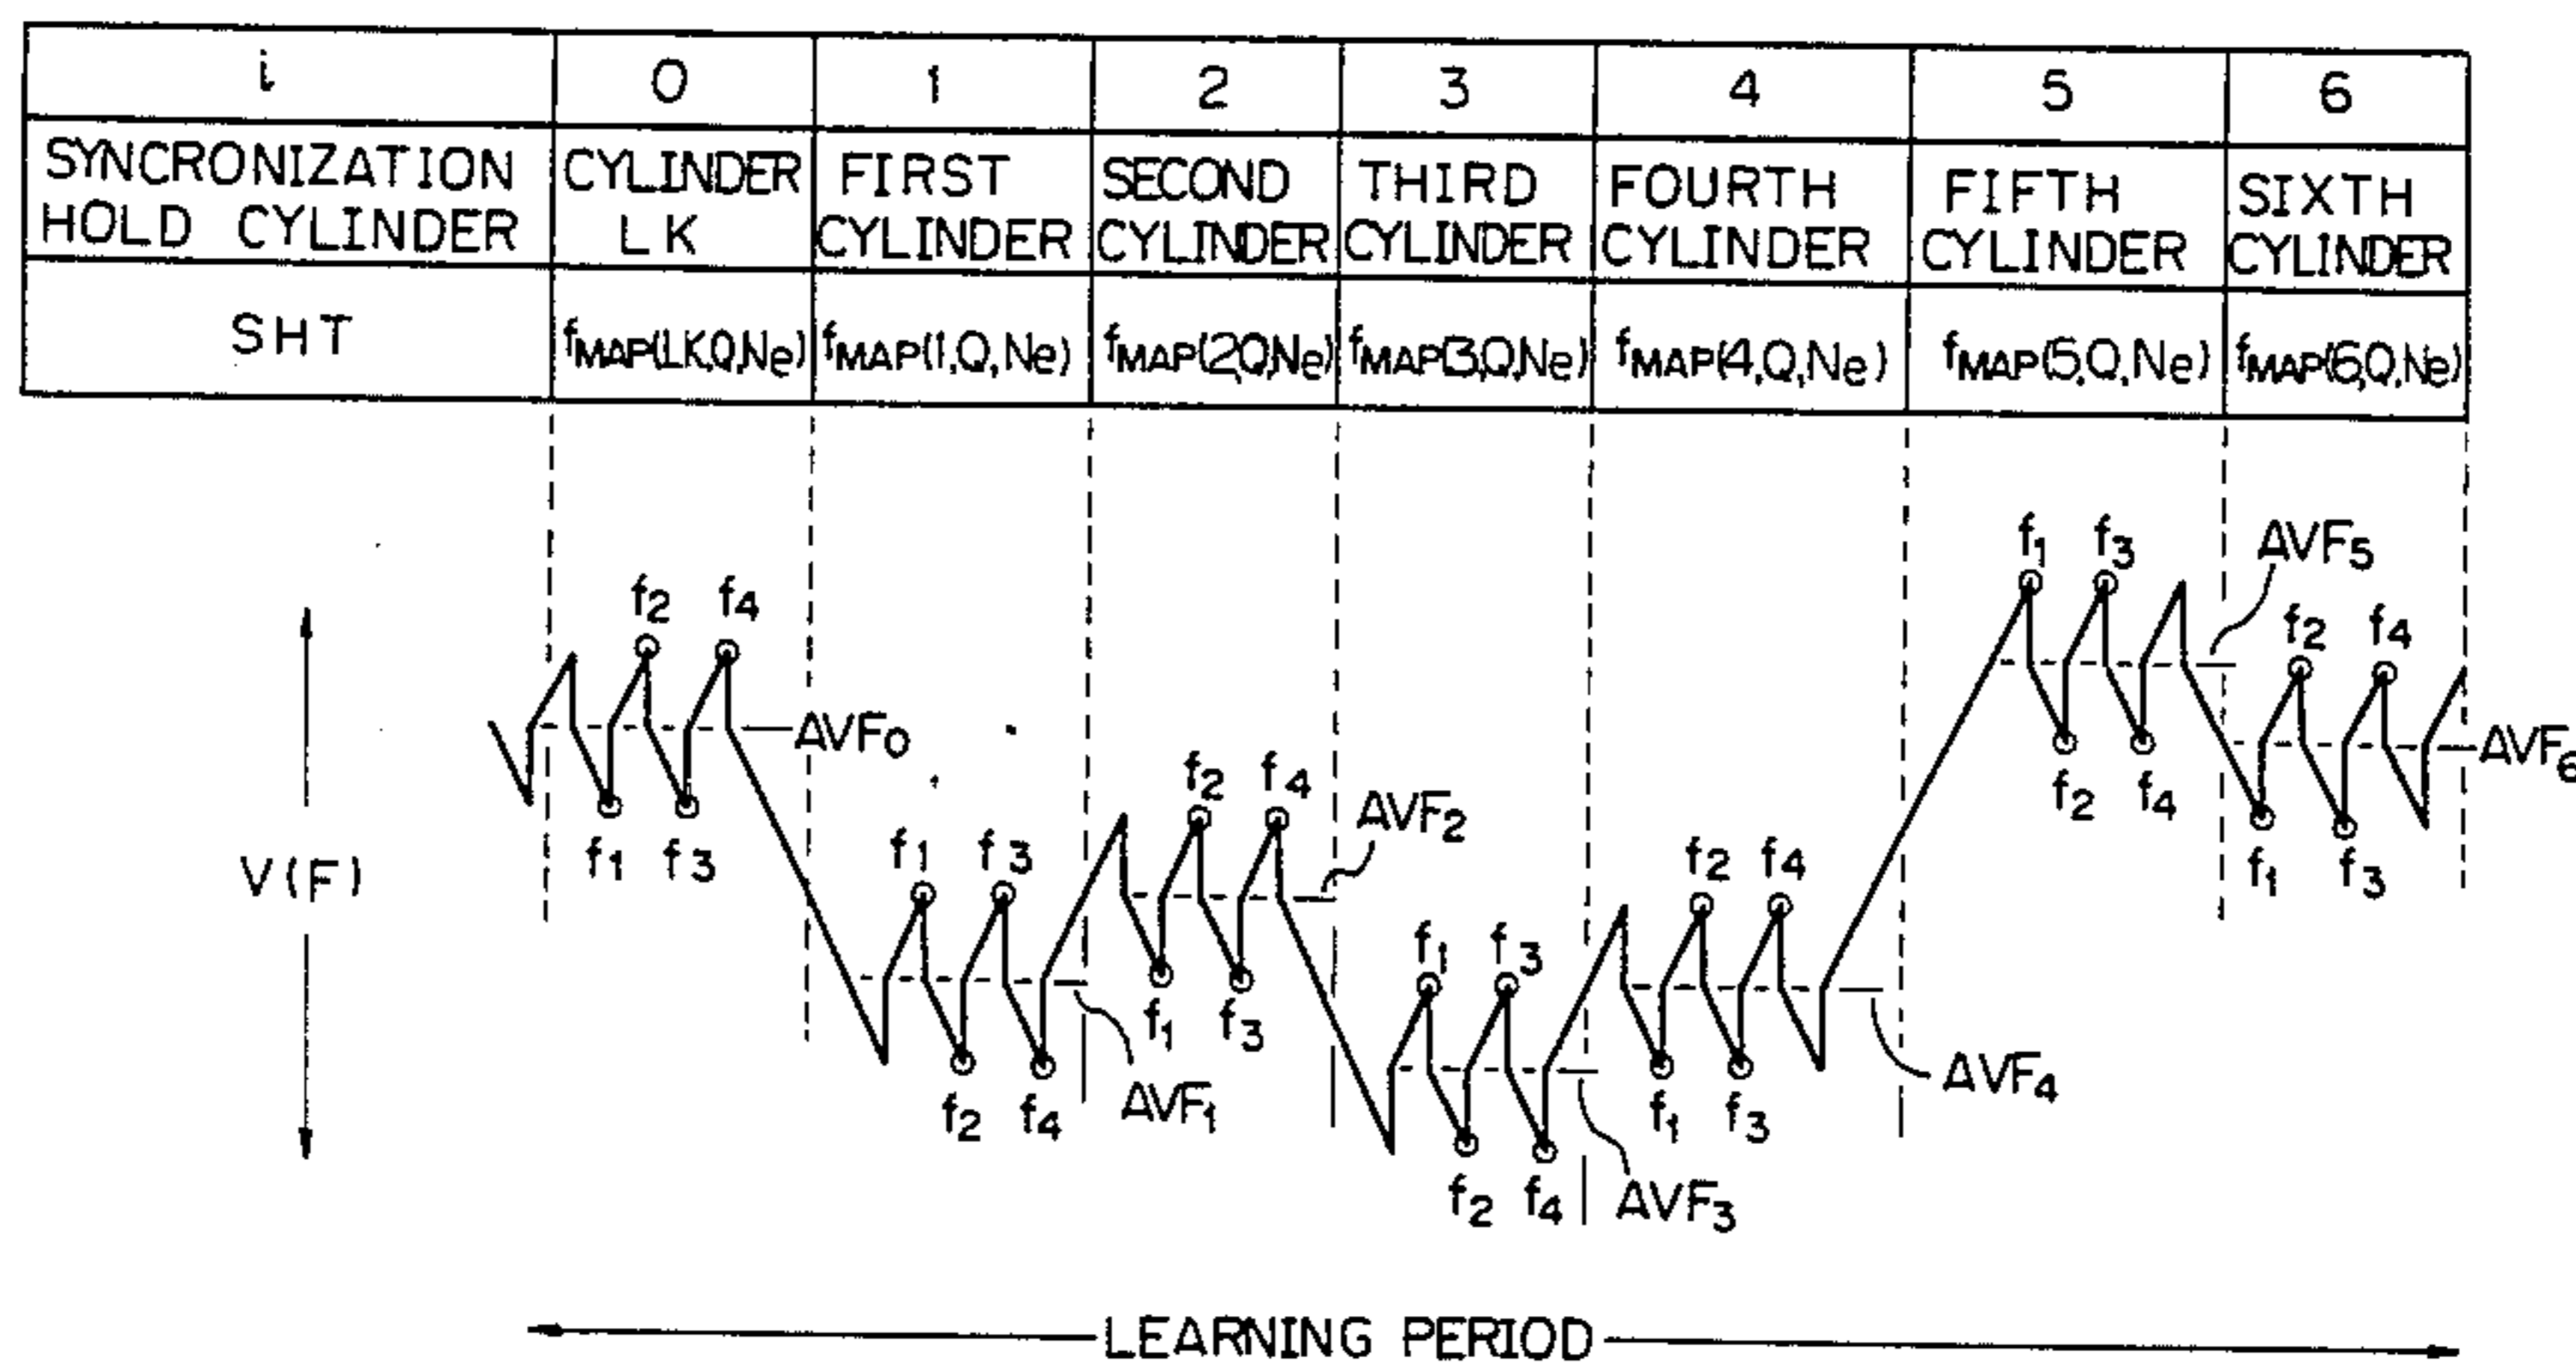 i 0 1 2 3 4 5 6
SYNCRONIZATION HOLD CYLINDER CYLINDER LK FIRST CYLINDER SECOND CYLINDER THIRD CYLINDER FOURTH CYLINDER FIFTH CYLINDER SIXTH CYLINDER
SHT fMAP(LK,Q,Ne) fMAP(1,Q,Ne) fMAP(2,Q,Ne) fMAP(3,Q,Ne) fMAP(4,Q,Ne) fMAP(5,Q,Ne) fMAP(6,Q,Ne)
f1 f3 AVF5
f2 f4 f2 f4
AVF0 AVF6
f2 f4 AVF2 f2 f4
V(F) f1 f3 f1 f3 f2 f4 f1 f3
f1 f3 f1 f3
f2 f4 AVF1 f1 f3 AVF4
f2 f4 AVF3
LEARNING PERIOD